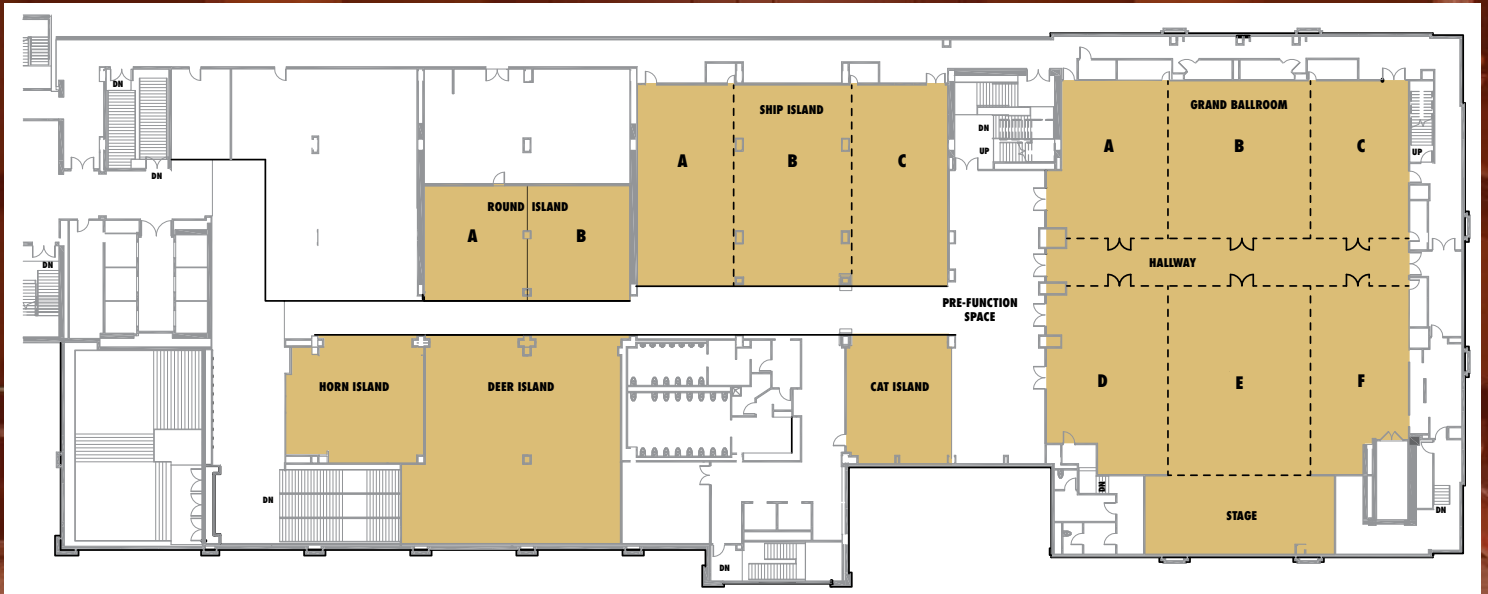 DN
DN
DN
DN
ROUND ISLAND
A
B
SHIP ISLAND
A
B
C
DN
UP
GRAND BALLROOM
A
B
C
UP
HALLWAY
PRE-FUNCTION
SPACE
HORN ISLAND
DEER ISLAND
CAT ISLAND
D
E
F
DN
STAGE
DN
DN